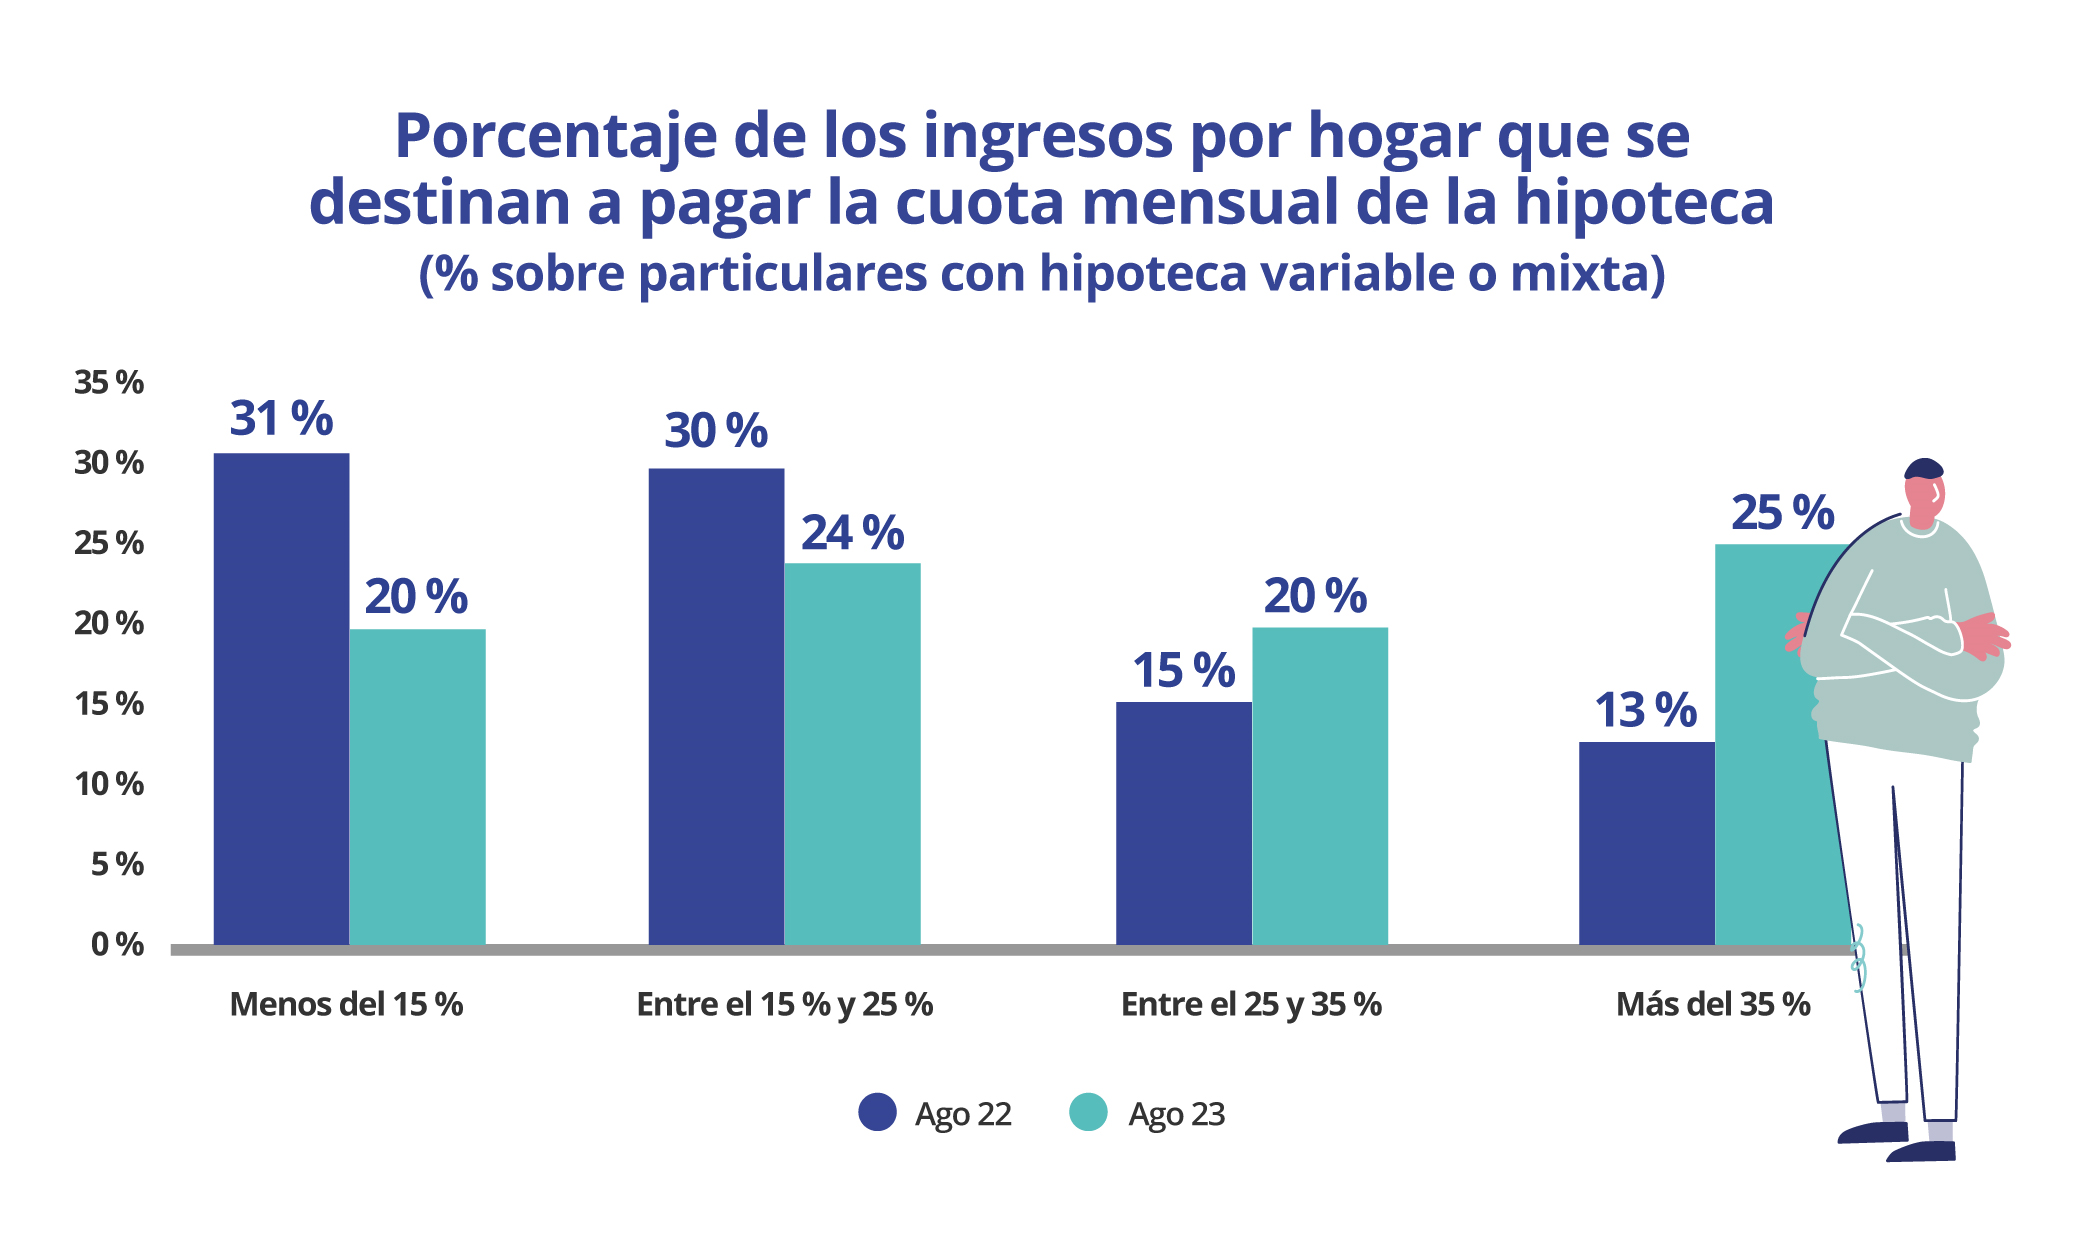 Porcentaje de los ingresos por hogar que se
destinan a pagar la cuota mensual de la hipoteca
(% sobre particulares con hipoteca variable o mixta)
35 %
30 %
25 %
20 %
15 %
10 %
5 %
0 %
31 %
20 %
30 %
24 %
15 %
20 %
13 %
25 %
Menos del 15 %
Entre el 15 % y 25 %
Entre el 25 y 35 %
Más del 35 %
Ago 22
Ago 23